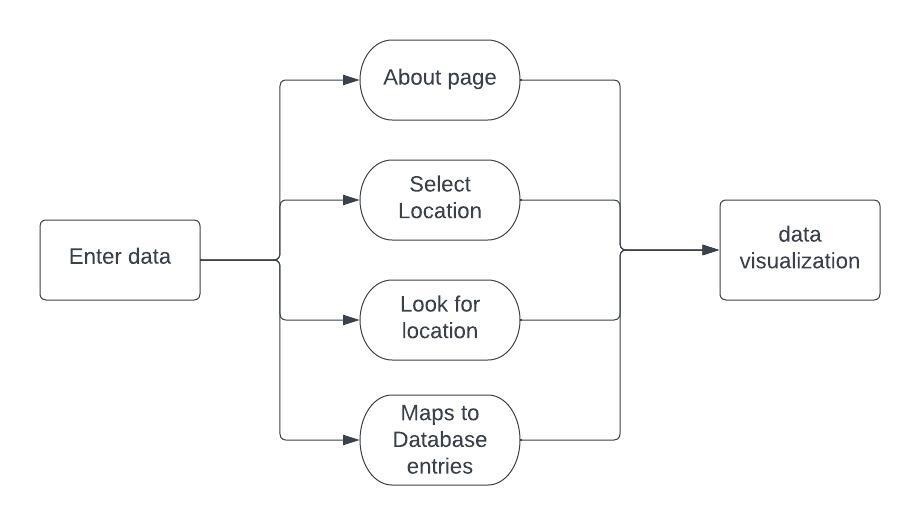 About page
Select
Location
Enter data
data
visualization
Look for
location
Maps to
Database
entries